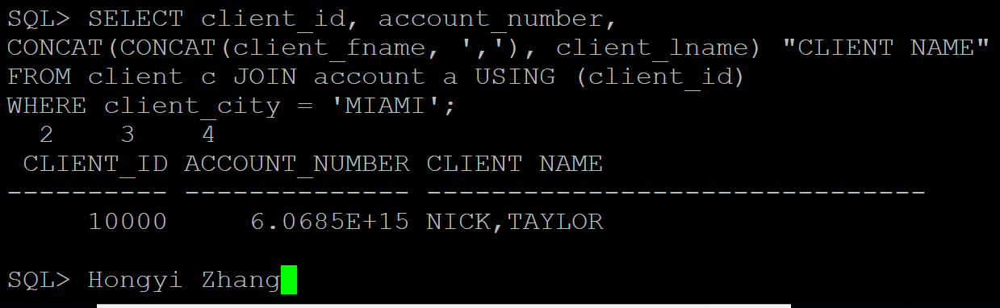 SQL> SELECT client_id, account_number,
CONCAT(CONCAT(client_fname, ','), client_lname) "CLIENT NAME"
FROM client c JOIN account a USING (client_id)
WHERE client_city = 'MIAMI';
  2    3    4
 CLIENT_ID ACCOUNT_NUMBER CLIENT NAME
---------- -------------- -------------------------------
     10000     6.0685E+15 NICK,TAYLOR
SQL> Hongyi Zhang